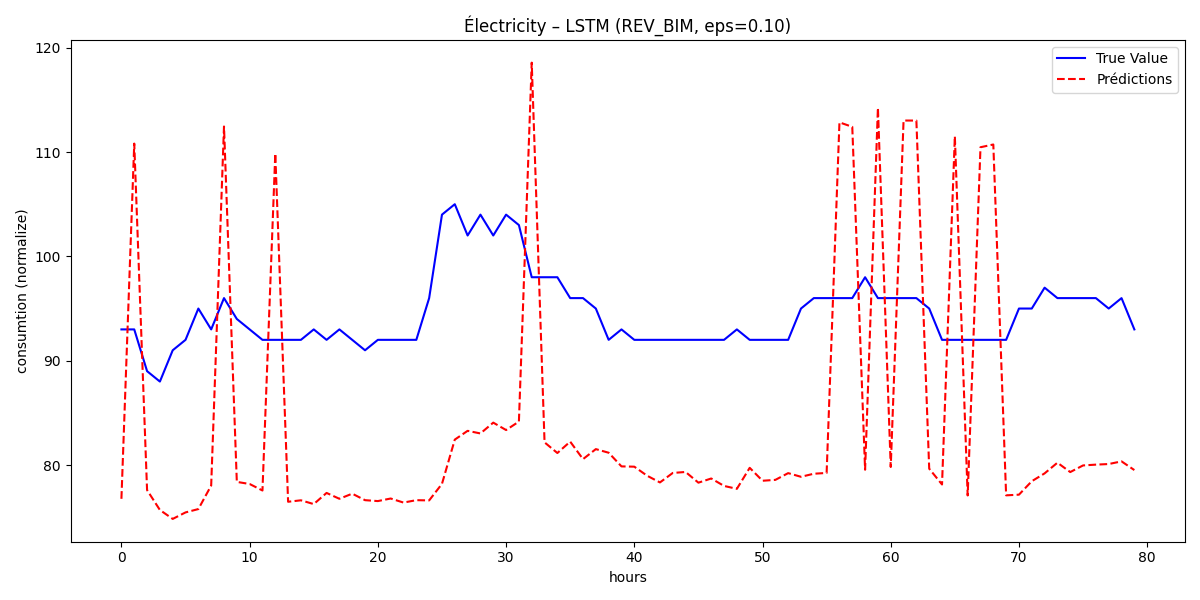 Électricity – LSTM (REV_BIM, eps=0.10)
True Value
Prédictions
consumtion (normalize)
120
110
100
90
80
0 10 20 30 40 50 60 70 80
hours